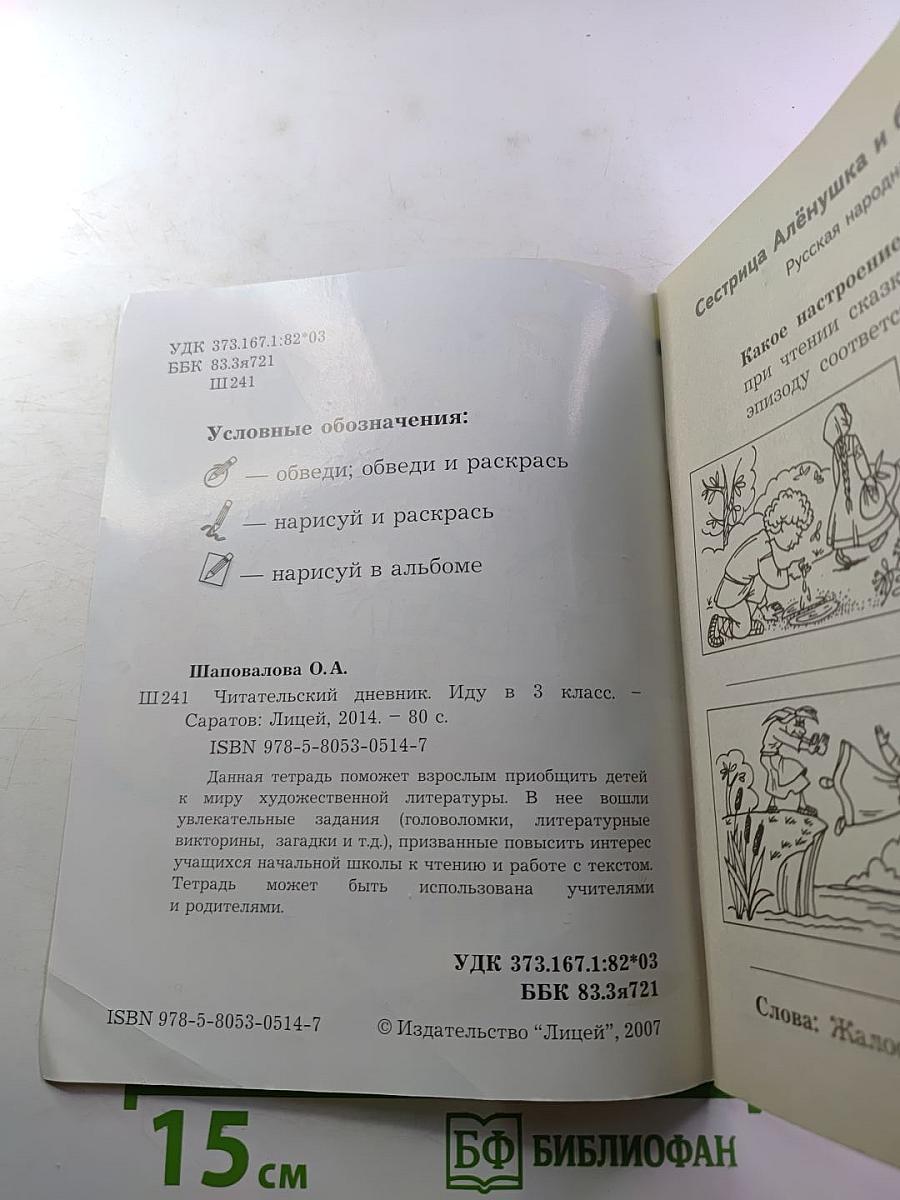 УДК 373.167.1:82*03
ББК 83.3я721
Ш241
Условные обозначения:
— обведи; обведи и раскрась
— нарисуй и раскрась
— нарисуй в альбоме
Шаповалова О.А.
Ш241 Читательский дневник. Иду в 3 класс. –
Саратов: Лицей, 2014. – 80 с.
ISBN 978-5-8053-0514-7
Данная тетрадь поможет взрослым приобщить детей
к миру художественной литературы. В нее вошли
увлекательные задания (головоломки, литературные
викторины, загадки и т.д.), призванные повысить интерес
учащихся начальной школы к чтению и работе с текстом.
Тетрадь может быть использована учителями
и родителями.
УДК 373.167.1:82*03
ББК 83.3я721
ISBN 978-5-8053-0514-7
© Издательство “Лицей”, 2007
Сестрица Алёнушка и
Русская
Какое настроение
при чтении
эпизоду
Слова:
15 см
БФ БИБЛИОФАН